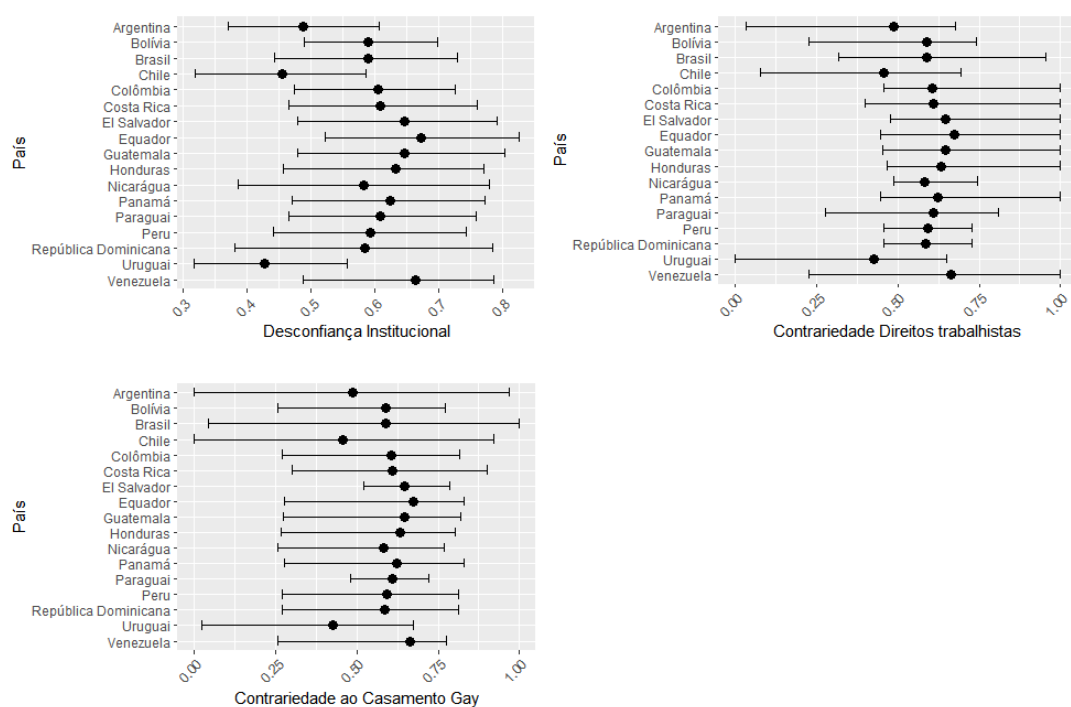 País
Argentina
Bolívia
Brasil
Chile
Colômbia
Costa Rica
El Salvador
Equador
Guatemala
Honduras
Nicarágua
Panamá
Paraguai
Peru
República Dominicana
Uruguai
Venezuela
0.3 0.4 0.5 0.6 0.7 0.8
Desconfiança Institucional
País
Argentina
Bolívia
Brasil
Chile
Colômbia
Costa Rica
El Salvador
Equador
Guatemala
Honduras
Nicarágua
Panamá
Paraguai
Peru
República Dominicana
Uruguai
Venezuela
0.00 0.25 0.50 0.75 1.00
Contrariedade Direitos trabalhistas
País
Argentina
Bolívia
Brasil
Chile
Colômbia
Costa Rica
El Salvador
Equador
Guatemala
Honduras
Nicarágua
Panamá
Paraguai
Peru
República Dominicana
Uruguai
Venezuela
0.00 0.25 0.50 0.75 1.00
Contrariedade ao Casamento Gay